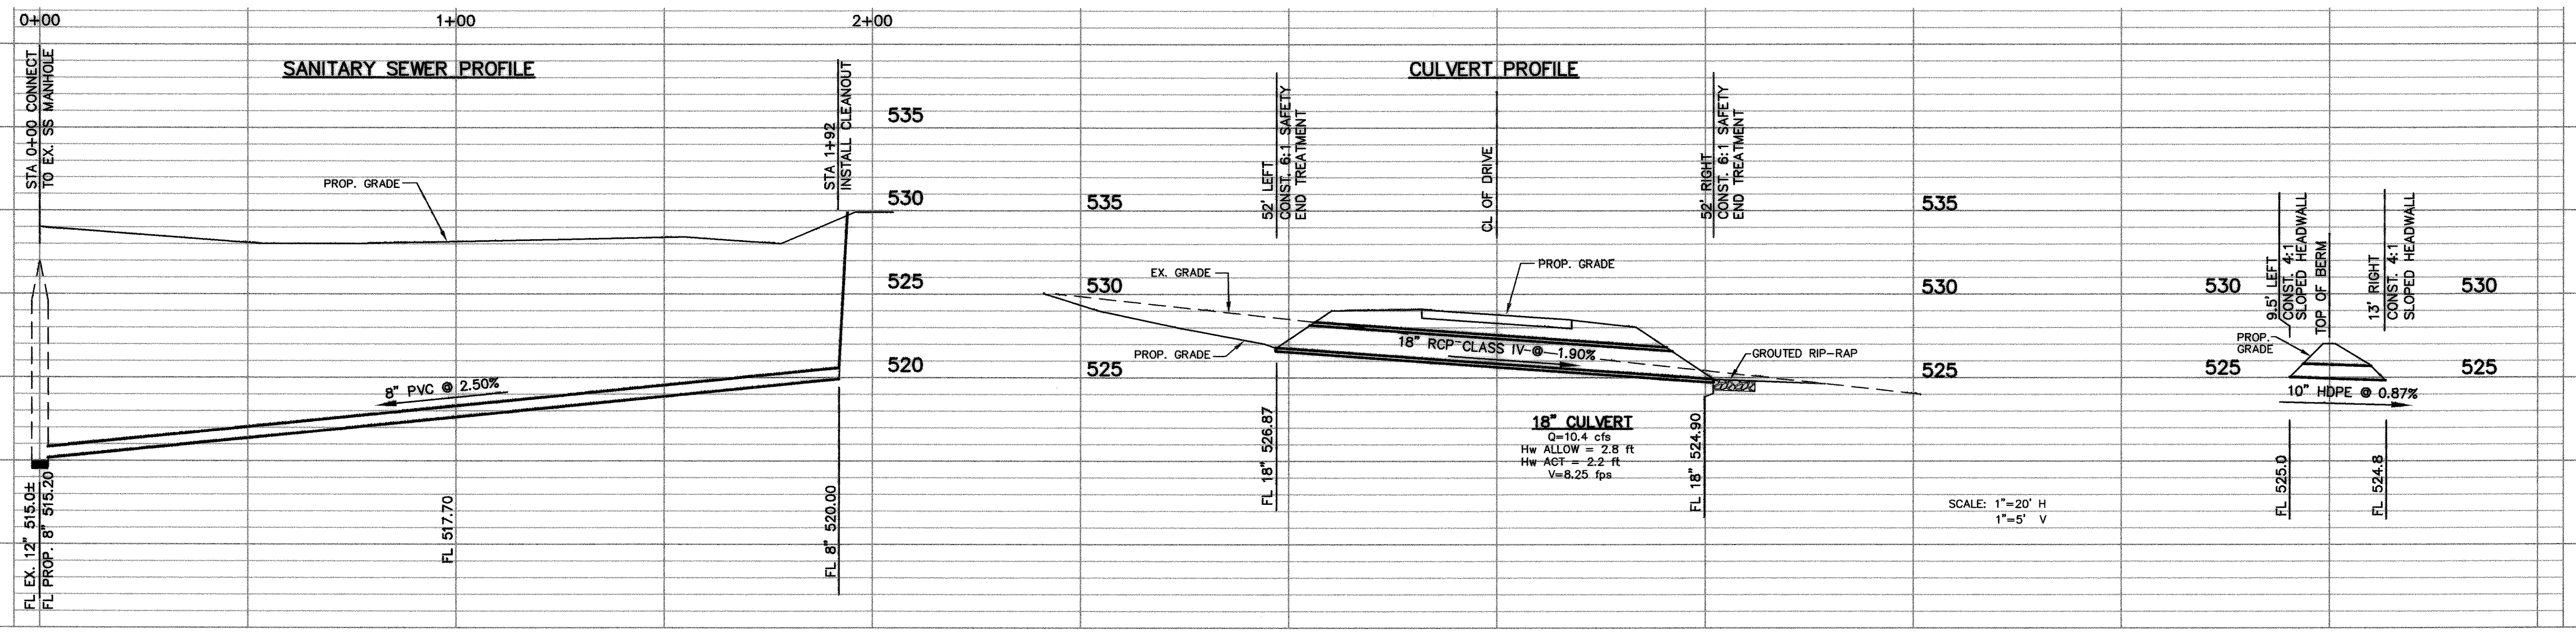 0+00
1+00
2+00
SANITARY SEWER PROFILE
CULVERT PROFILE
STA 0+00 CONNECT
TO EX. SS MANHOLE
PROP. GRADE
STA 1+92
INSTALL CLEANOUT
535
530
525
520
8" PVC @ 2.50%
FL EX. 12" 515.0±
FL PROP. 8" 515.20
FL 517.70
FL 8" 520.00
535
530
525
52' LEFT
CONST. 6:1 SAFETY
END TREATMENT
CL OF DRIVE
52' RIGHT
CONST. 6:1 SAFETY
END TREATMENT
EX. GRADE
PROP. GRADE
PROP. GRADE
18" RCP CLASS IV @ 1.90%
GROUTED RIP-RAP
FL 18" 526.87
18" CULVERT
Q=10.4 cfs
Hw ALLOW = 2.8 ft
Hw ACT = 2.2 ft
V=8.25 fps
FL 18" 524.90
535
530
525
SCALE: 1"=20' H
1"=5' V
530
525
9.5' LEFT
CONST. 4:1
SLOPED HEADWALL
TOP OF BERM
13' RIGHT
CONST. 4:1
SLOPED HEADWALL
PROP.
GRADE
10" HDPE @ 0.87%
FL 525.0
FL 524.8
530
525